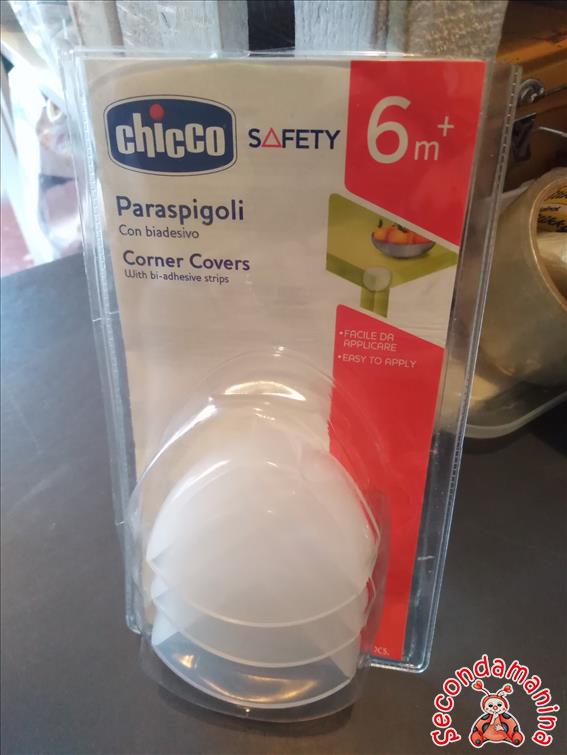 chicco
SAFETY
6m+
Paraspigoli
Con biadesivo
Corner Covers
With bi-adhesive strips
•FACILE DA
APPLICARE
•EASY TO APPLY
PCS.
Secondamanina